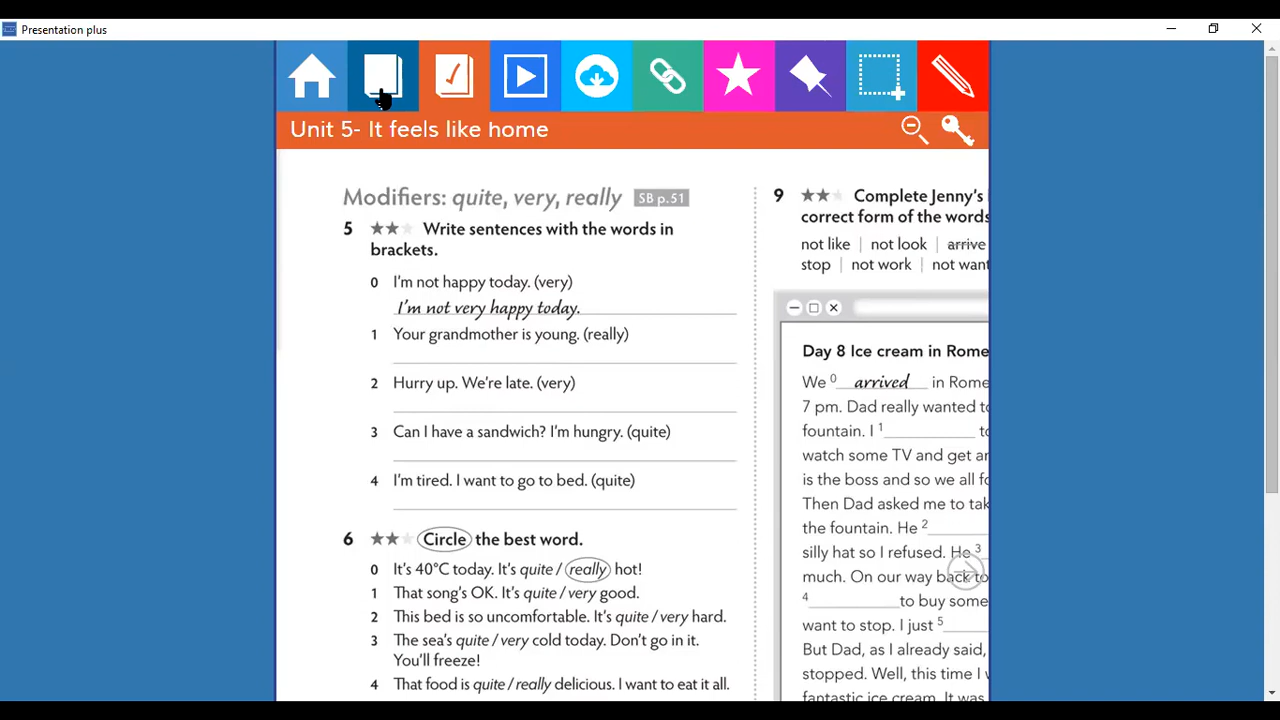 Presentation plus
Unit 5- It feels like home
Modifiers: quite, very, really SB p.51
5 ★★★ Write sentences with the words in
brackets.
0 I'm not happy today. (very)
I'm not very happy today.
1 Your grandmother is young. (really)
2 Hurry up. We're late. (very)
3 Can I have a sandwich? I'm hungry. (quite)
4 I'm tired. I want to go to bed. (quite)
6 ★★★ Circle the best word.
0 It's 40°C today. It's quite / really hot!
1 That song's OK. It's quite / very good.
2 This bed is so uncomfortable. It's quite / very hard.
3 The sea's quite / very cold today. Don't go in it.
You'll freeze!
4 That food is quite / really delicious. I want to eat it all.
9 ★★★ Complete Jenny's
correct form of the words
not like | not look | arrive
stop | not work | not want
Day 8 Ice cream in Rome
We 0 arrived in Rome
7 pm. Dad really wanted to
fountain. I 1
watch some TV and get
is the boss and so we all
Then Dad asked me to
the fountain. He 2
silly hat so I refused. He 3
much. On our way back to
4 to buy some
want to stop. I just 5
But Dad, as I already said,
stopped. Well, this time I
fantastic ice cream. It was